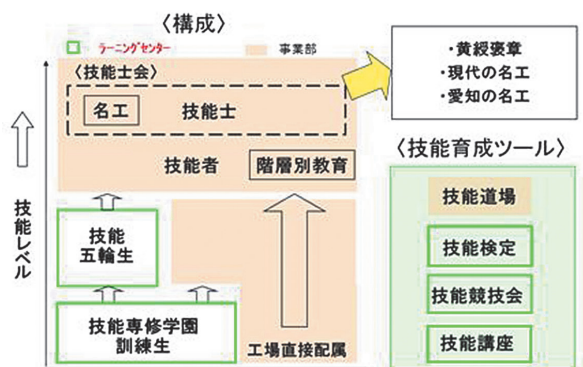 〈構成〉
ラーニングセンター
事業部
〈技能士会〉
名工
技能士
技能者
階層別教育
技能レベル
技能
五輪生
技能専修学園
訓練生
工場直接配属
・黄綬褒章
・現代の名工
・愛知の名工
〈技能育成ツール〉
技能道場
技能検定
技能競技会
技能講座